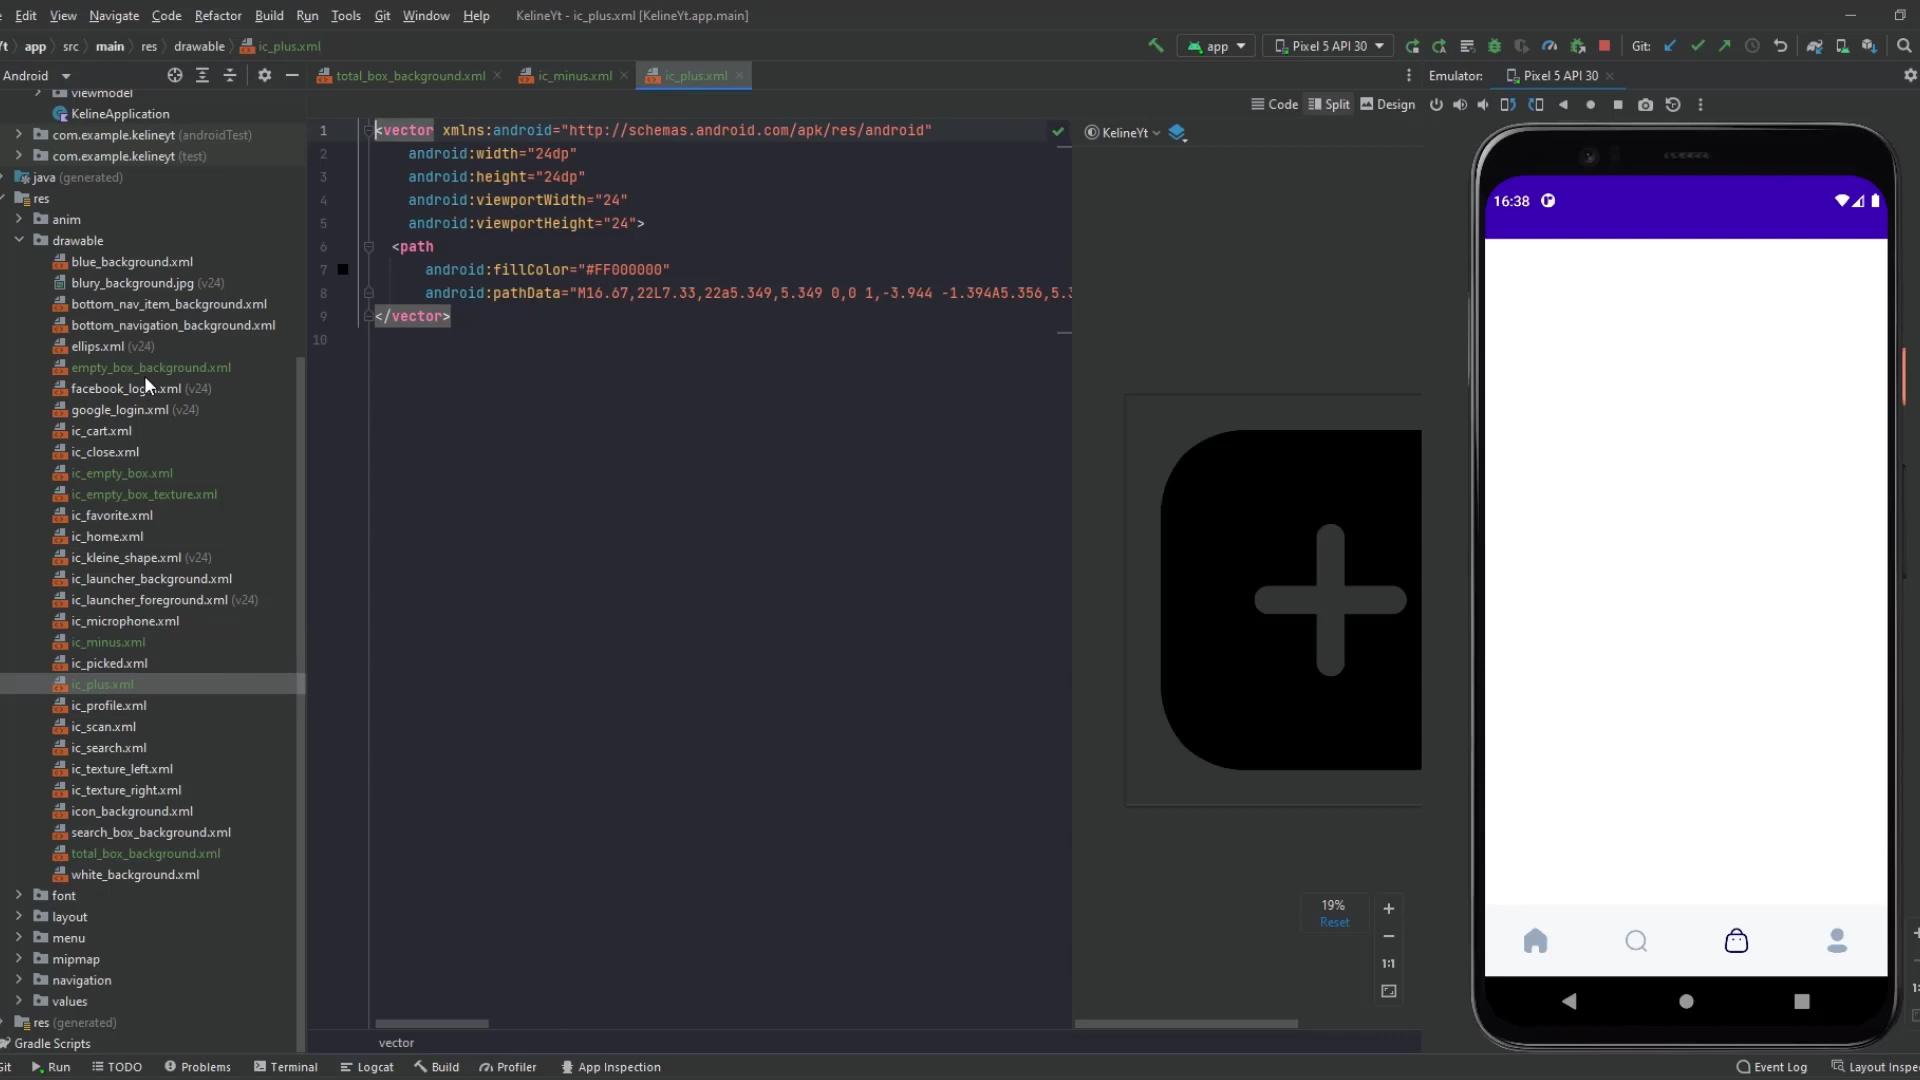 Edit View Navigate Code Refactor Build Run Tools Git Window Help KelineYt - ic_plus.xml [KelineYt.app.main]
app src main res drawable ic_plus.xml app Pixel 5 API 30 Git:
Android total_box_background.xml ic_minus.xml ic_plus.xml Emulator: Pixel 5 API 30
Code Split Design
viewmodel
KelineApplication
com.example.kelineyt (androidTest)
com.example.kelineyt (test)
java (generated)
res
anim
drawable
blue_background.xml
blury_background.jpg (v24)
bottom_nav_item_background.xml
bottom_navigation_background.xml
ellips.xml (v24)
empty_box_background.xml
facebook_login.xml (v24)
google_login.xml (v24)
ic_cart.xml
ic_close.xml
ic_empty_box.xml
ic_empty_box_texture.xml
ic_favorite.xml
ic_home.xml
ic_kleine_shape.xml (v24)
ic_launcher_background.xml
ic_launcher_foreground.xml (v24)
ic_microphone.xml
ic_minus.xml
ic_picked.xml
ic_plus.xml
ic_profile.xml
ic_scan.xml
ic_search.xml
ic_texture_left.xml
ic_texture_right.xml
icon_background.xml
search_box_background.xml
total_box_background.xml
white_background.xml
font
layout
menu
mipmap
navigation
values
res (generated)
Gradle Scripts
1 <vector xmlns:android="http://schemas.android.com/apk/res/android"
2 android:width="24dp"
3 android:height="24dp"
4 android:viewportWidth="24"
5 android:viewportHeight="24">
6 <path
7 android:fillColor="#FF000000"
8 android:pathData="M16.67,22L7.33,22a5.349,5.349 0,0 1,-3.944 -1.394A5.356,5.3
9 </vector>
10
vector
KelineYt
19%
Reset
1:1
16:38
Run TODO Problems Terminal Logcat Build Profiler App Inspection Event Log Layout Inspe